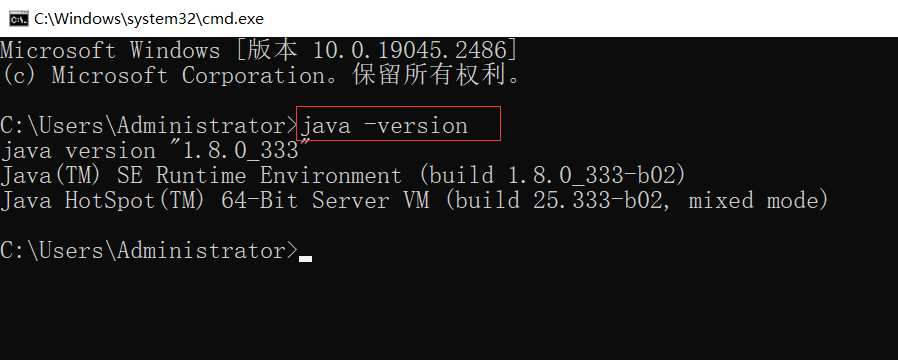 C:\Windows\system32\cmd.exe
Microsoft Windows [版本 10.0.19045.2486]
(c) Microsoft Corporation。保留所有权利。
C:\Users\Administrator>java -version
java version "1.8.0_333"
Java(TM) SE Runtime Environment (build 1.8.0_333-b02)
Java HotSpot(TM) 64-Bit Server VM (build 25.333-b02, mixed mode)
C:\Users\Administrator>